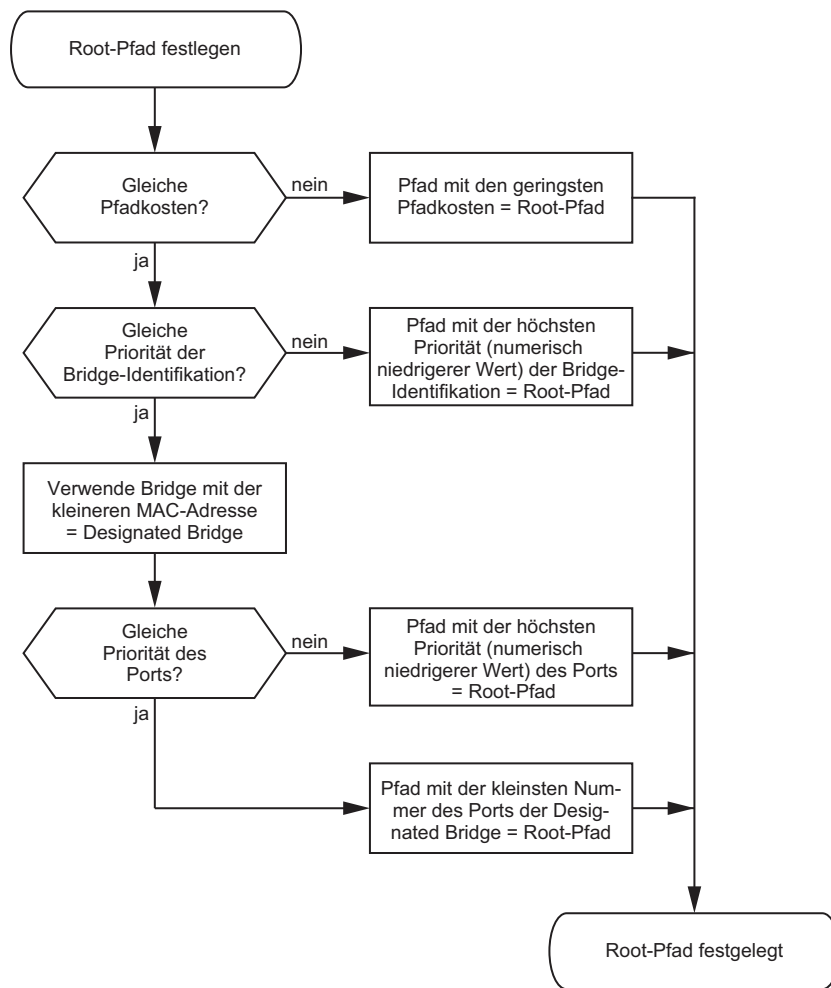 Root-Pfad festlegen
Gleiche
Pfadkosten?
nein
Pfad mit den geringsten
Pfadkosten = Root-Pfad
ja
Gleiche
Priorität der
Bridge-Identifikation?
nein
Pfad mit der höchsten
Priorität (numerisch
niedrigerer Wert) der Bridge-
Identifikation = Root-Pfad
ja
Verwende Bridge mit der
kleineren MAC-Adresse
= Designated Bridge
Gleiche
Priorität des
Ports?
nein
Pfad mit der höchsten
Priorität (numerisch
niedrigerer Wert) des Ports
= Root-Pfad
ja
Pfad mit der kleinsten Num-
mer des Ports der Desig-
nated Bridge = Root-Pfad
Root-Pfad festgelegt